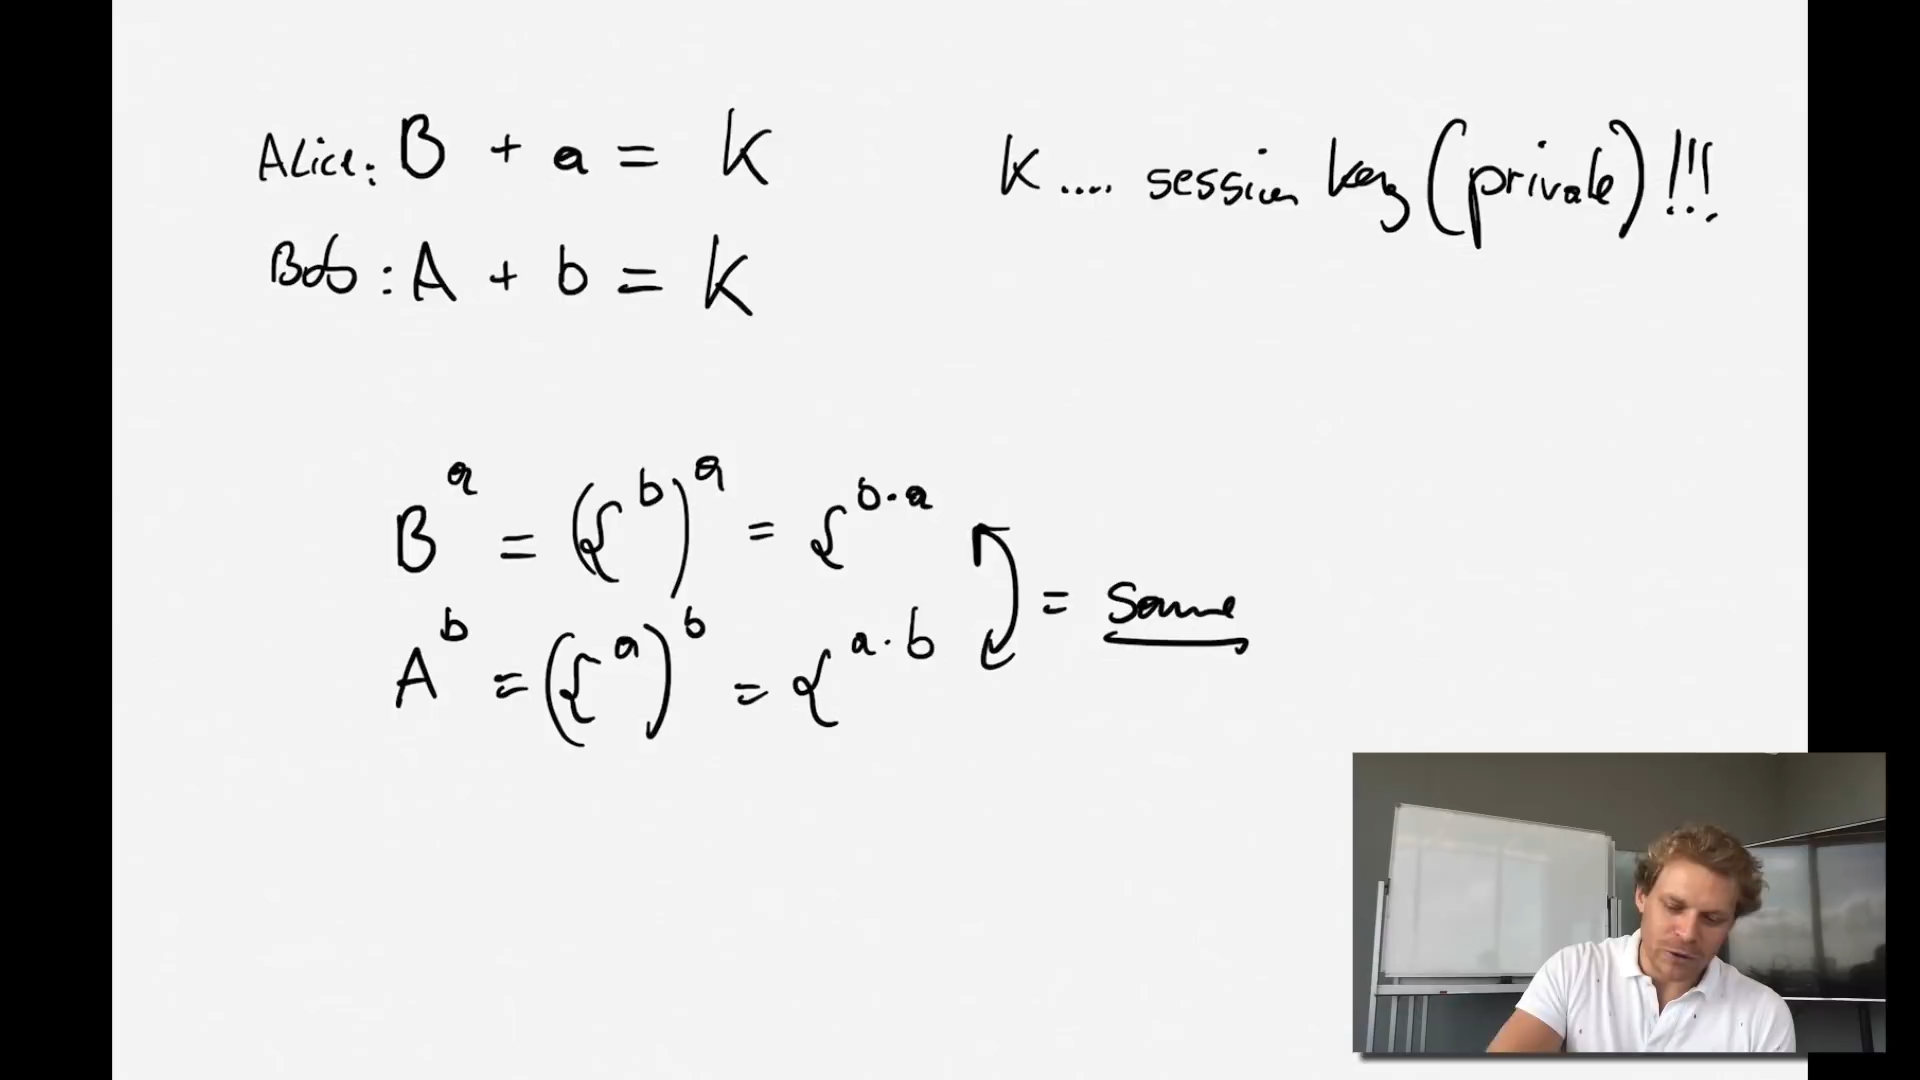 Alice: B + a = K
K .... session key (private) !!!
Bob : A + b = K
B^a = (g^b)^a = g^{b·a}
= same
A^b = (g^a)^b = g^{a·b}